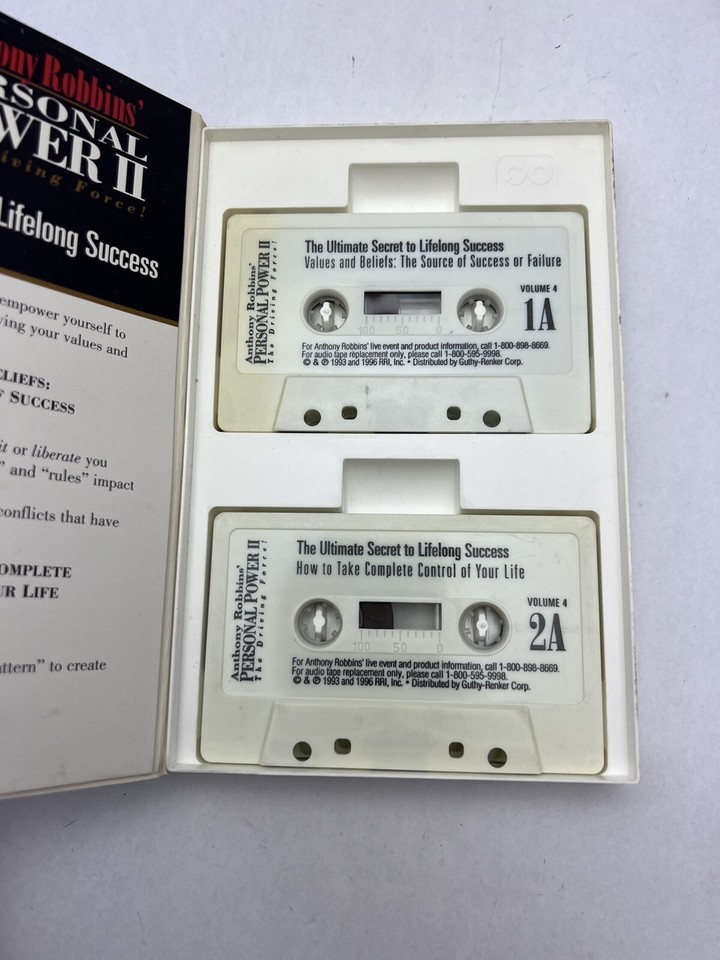 ony Robbins'
RSONAL
WER II
riving Force!
Lifelong Success
empower yourself to
ving your values and
ELIEFS:
F SUCCESS
it or liberate you
” and “rules” impact
conflicts that have
OMPLETE
UR LIFE
attern” to create
Anthony Robbins'
PERSONAL POWER II
The Driving Force!
The Ultimate Secret to Lifelong Success
Values and Beliefs: The Source of Success or Failure
VOLUME 4
1A
100 50 0
For Anthony Robbins' live event and product information, call 1-800-898-8669.
For audio tape replacement only, please call 1-800-595-9998.
© & ℗ 1993 and 1996 RRI, Inc. • Distributed by Guthy-Renker Corp.
Anthony Robbins'
PERSONAL POWER II
The Driving Force!
The Ultimate Secret to Lifelong Success
How to Take Complete Control of Your Life
VOLUME 4
2A
100 50 0
For Anthony Robbins' live event and product information, call 1-800-898-8669.
For audio tape replacement only, please call 1-800-595-9998.
© & ℗ 1993 and 1996 RRI, Inc. • Distributed by Guthy-Renker Corp.